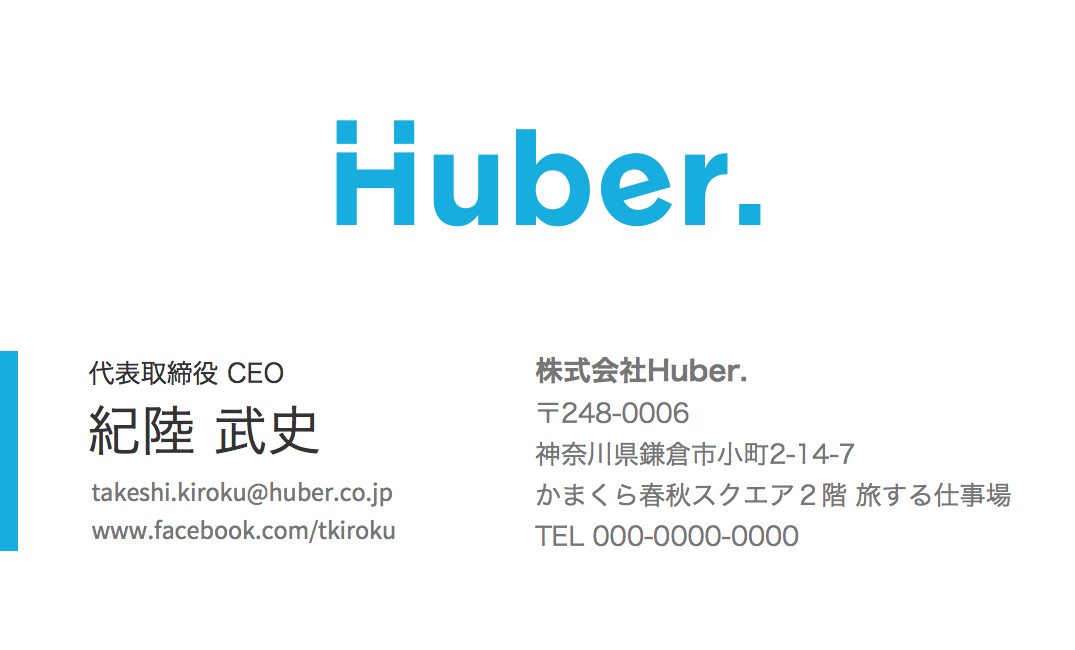 Huber.
代表取締役 CEO
紀陸 武史
takeshi.kiroku@huber.co.jp
www.facebook.com/tkiroku
株式会社Huber.
〒248-0006
神奈川県鎌倉市小町2-14-7
かまくら春秋スクエア２階 旅する仕事場
TEL 000-0000-0000